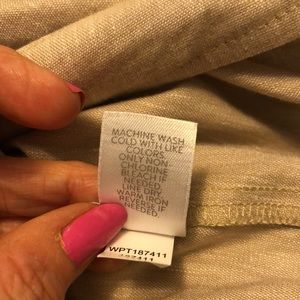 MACHINE WASH
COLD WITH LIKE
COLORS.
ONLY NON
CHLORINE
BLEACH IF
NEEDED.
LINE DRY
WARM IRON
REVERSE IF
NEEDED.
WPT187411
187411